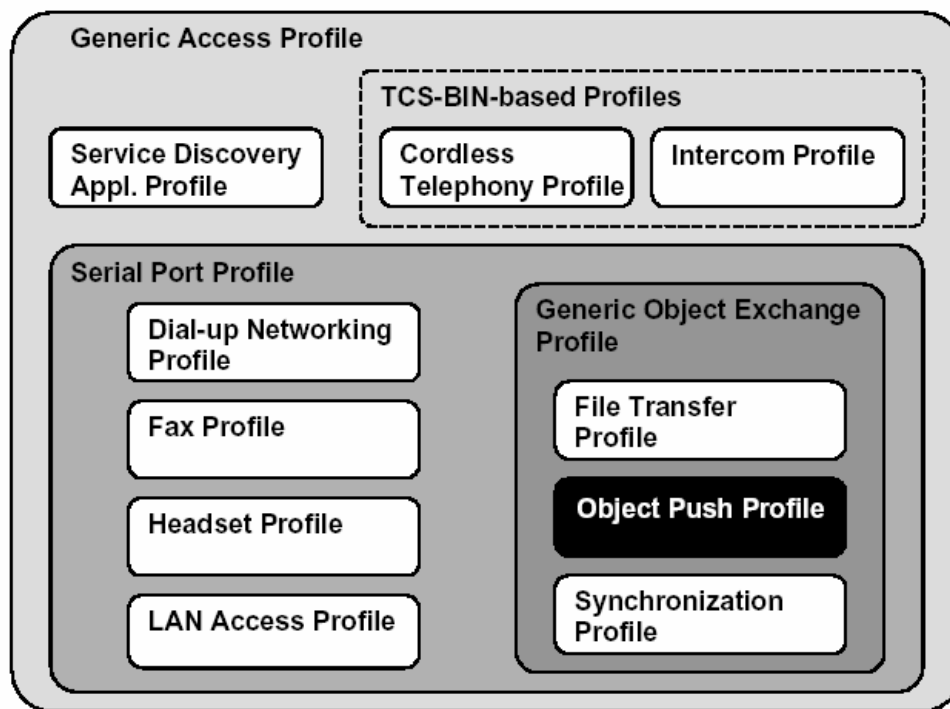 Generic Access Profile
TCS-BIN-based Profiles
Service Discovery
Appl. Profile
Cordless
Telephony Profile
Intercom Profile
Serial Port Profile
Dial-up Networking
Profile
Fax Profile
Headset Profile
LAN Access Profile
Generic Object Exchange
Profile
File Transfer
Profile
Object Push Profile
Synchronization
Profile